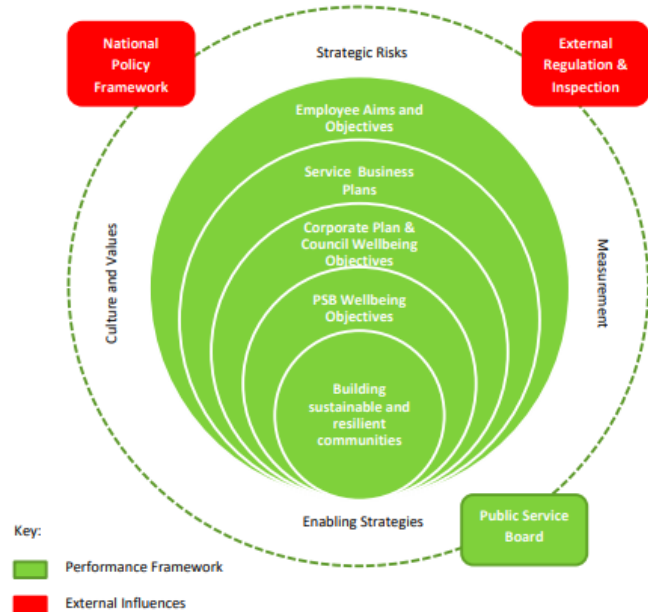 National
Policy
Framework
Strategic Risks
External
Regulation &
Inspection
Employee Aims and
Objectives
Service Business
Plans
Corporate Plan &
Council Wellbeing
Objectives
PSB Wellbeing
Objectives
Culture and Values
Measurement
Building
sustainable and
resilient
communities
Enabling Strategies
Public Service
Board
Key:
Performance Framework
External Influences